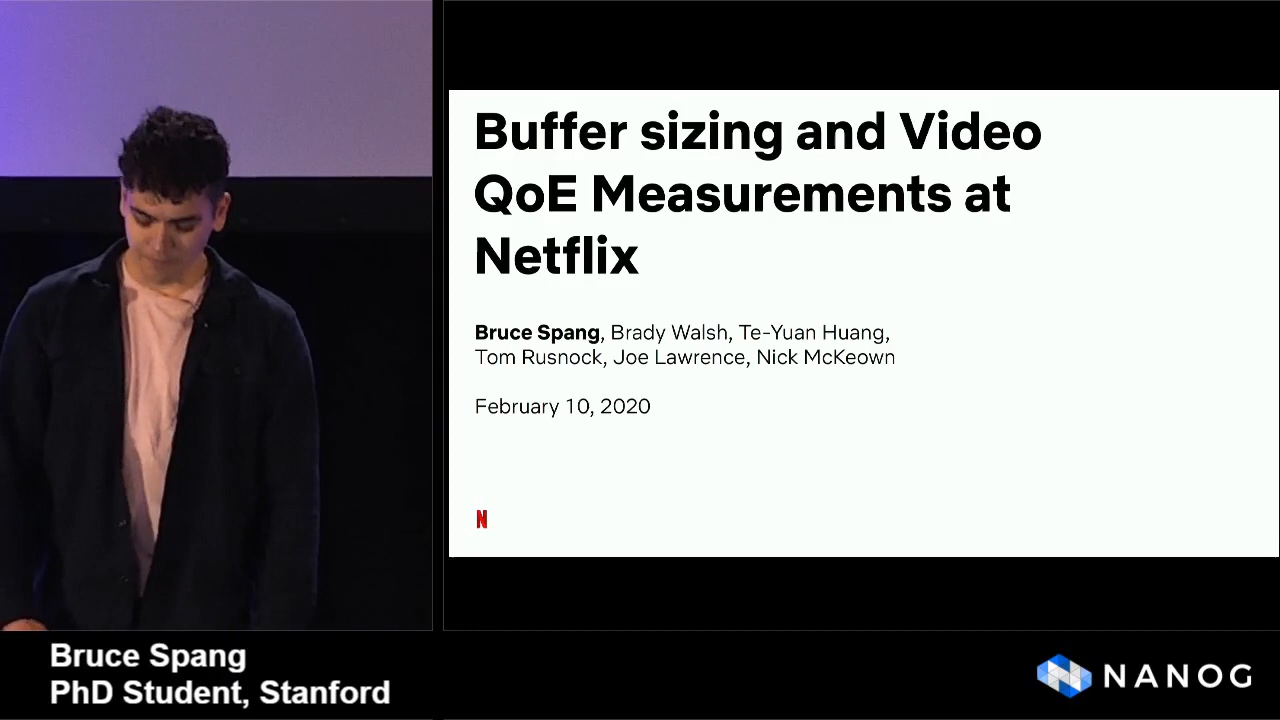 Buffer sizing and Video
QoE Measurements at
Netflix
Bruce Spang, Brady Walsh, Te-Yuan Huang,
Tom Rusnock, Joe Lawrence, Nick McKeown
February 10, 2020
N
Bruce Spang
PhD Student, Stanford
NANOG